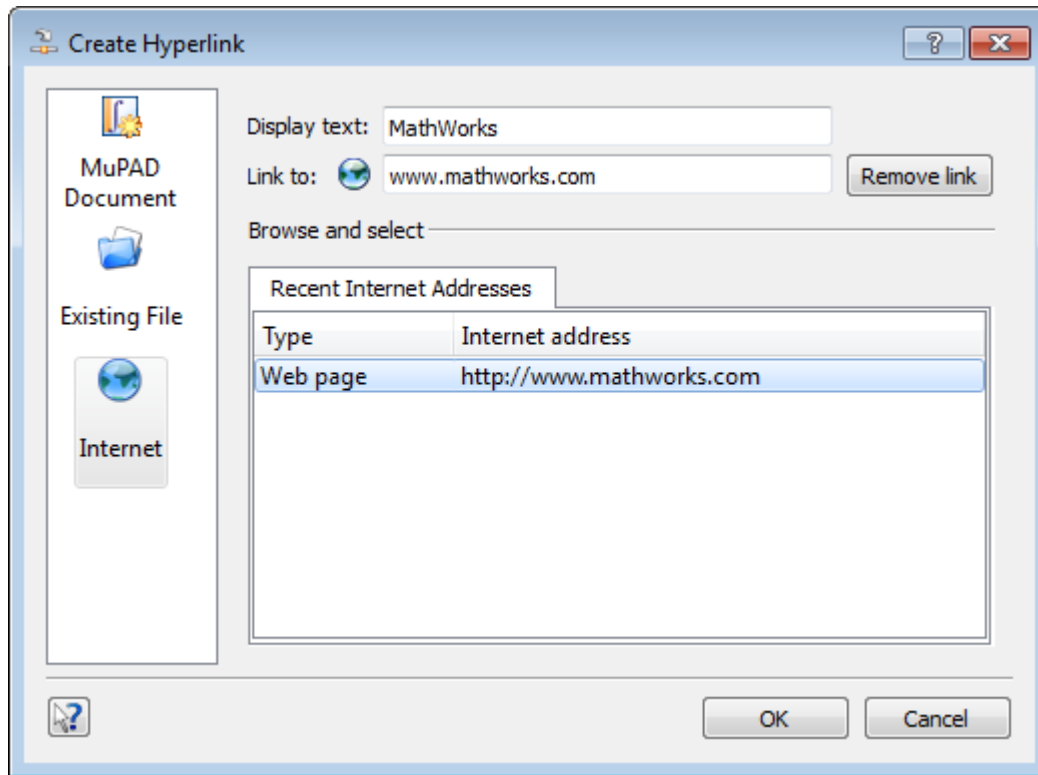 Create Hyperlink
MuPAD
Document
Existing File
Internet
Display text: MathWorks
Link to: www.mathworks.com Remove link
Browse and select
Recent Internet Addresses
Type Internet address
Web page http://www.mathworks.com
OK Cancel